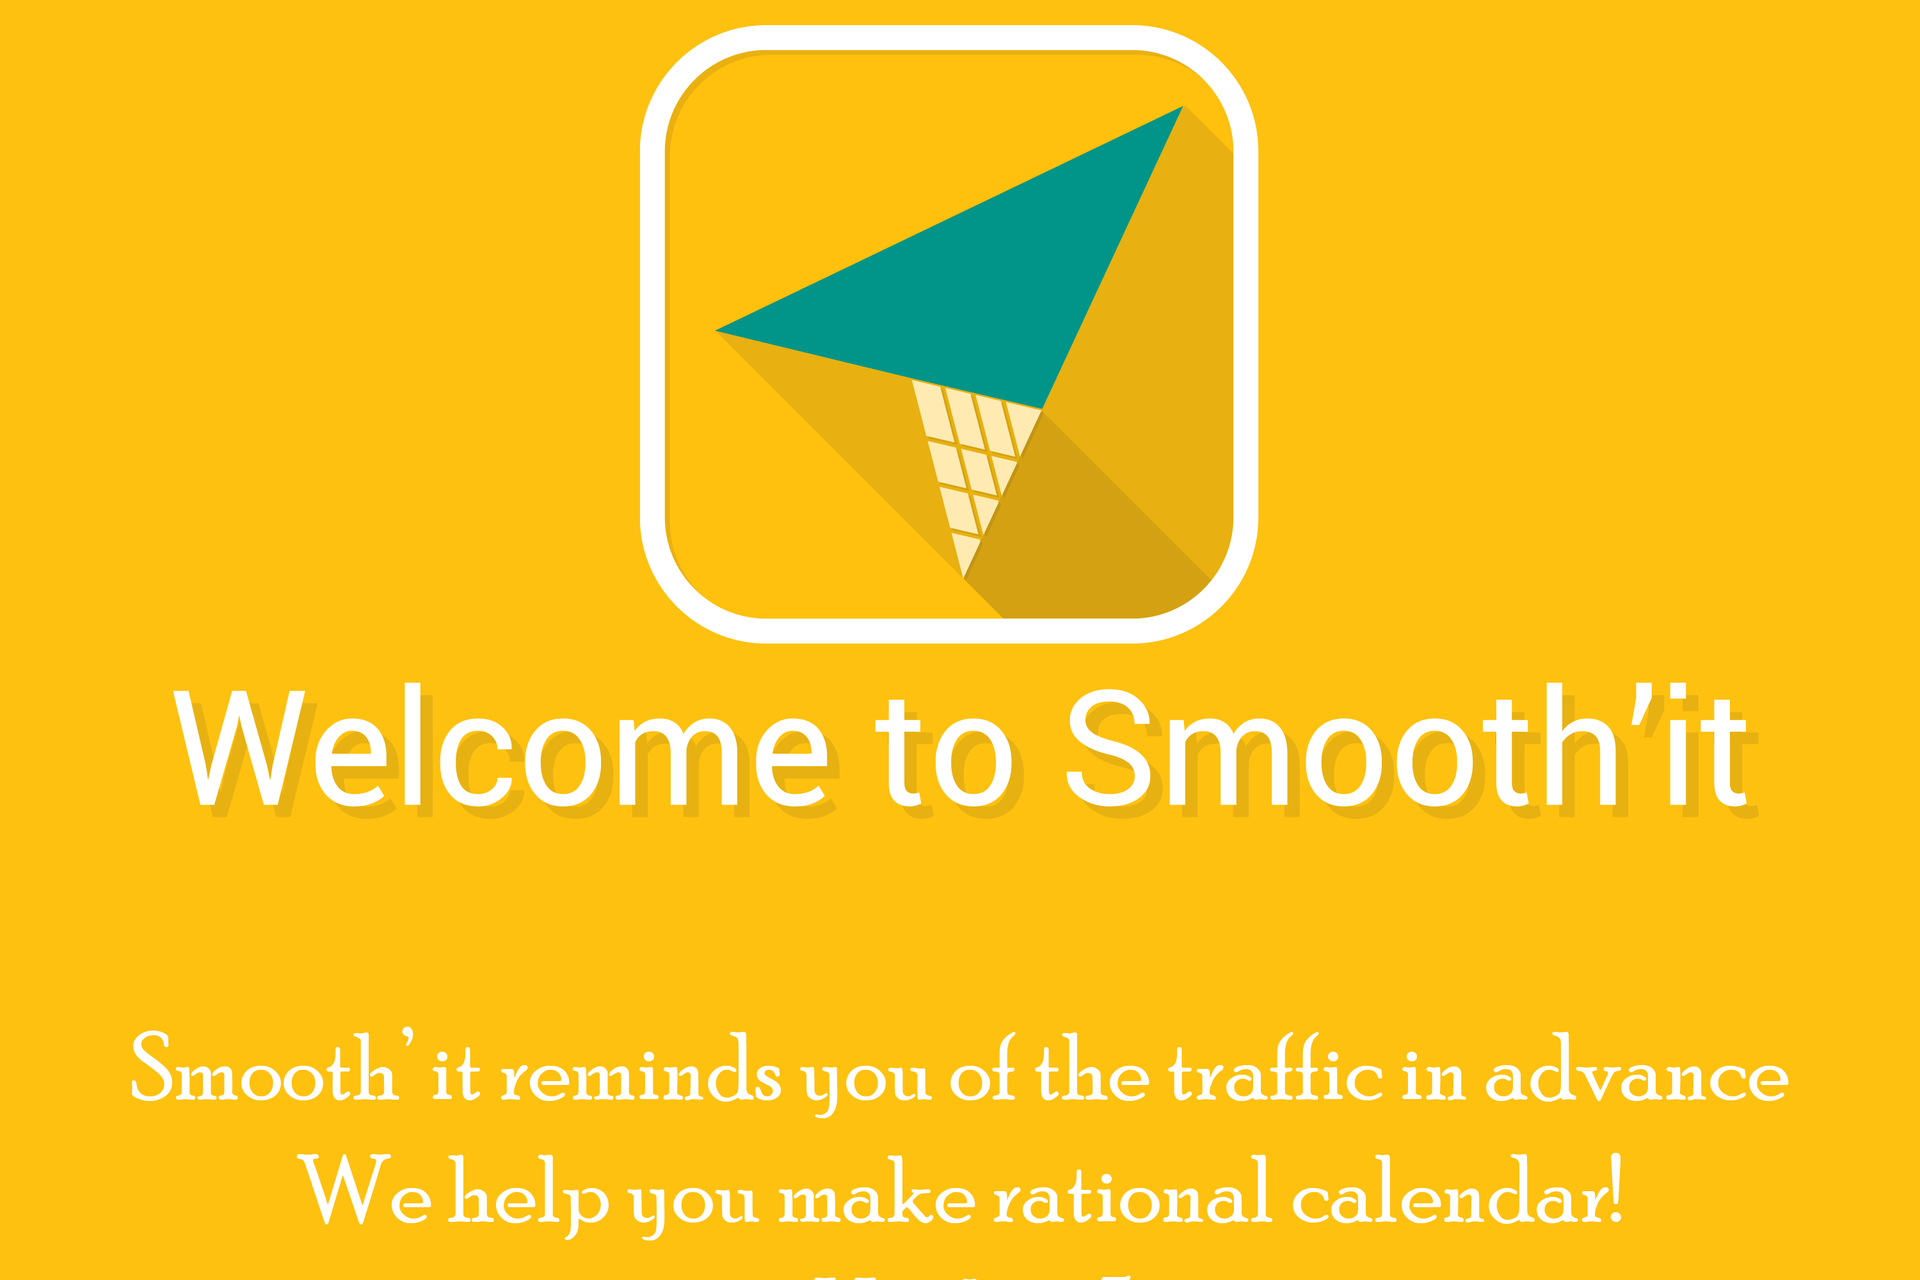 Welcome to Smooth’it
Smooth’it reminds you of the traffic in advance
We help you make rational calendar!